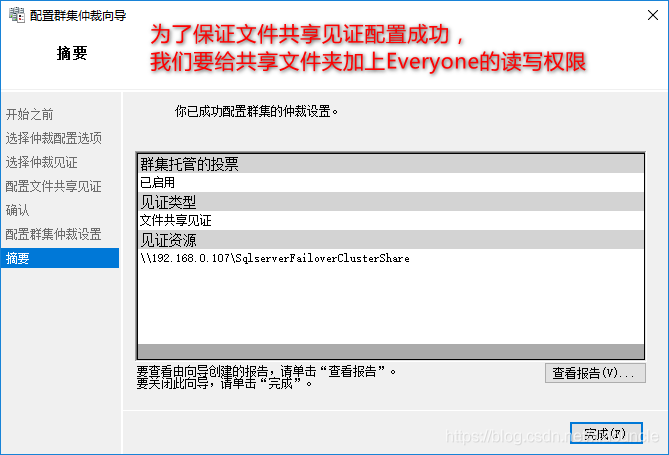 配置群集仲裁向导
为了保证文件共享见证配置成功，
我们要给共享文件夹加上Everyone的读写权限
摘要
开始之前
选择仲裁配置选项
选择仲裁见证
配置文件共享见证
确认
配置群集仲裁设置
摘要
你已成功配置群集的仲裁设置。
群集托管的投票
已启用
见证类型
文件共享见证
见证资源
\\192.168.0.107\SqlserverFailoverClusterShare
要查看由向导创建的报告，请单击“查看报告”。
要关闭此向导，请单击“完成”。
查看报告(V)...
完成(F)
https://blog.csdn.net